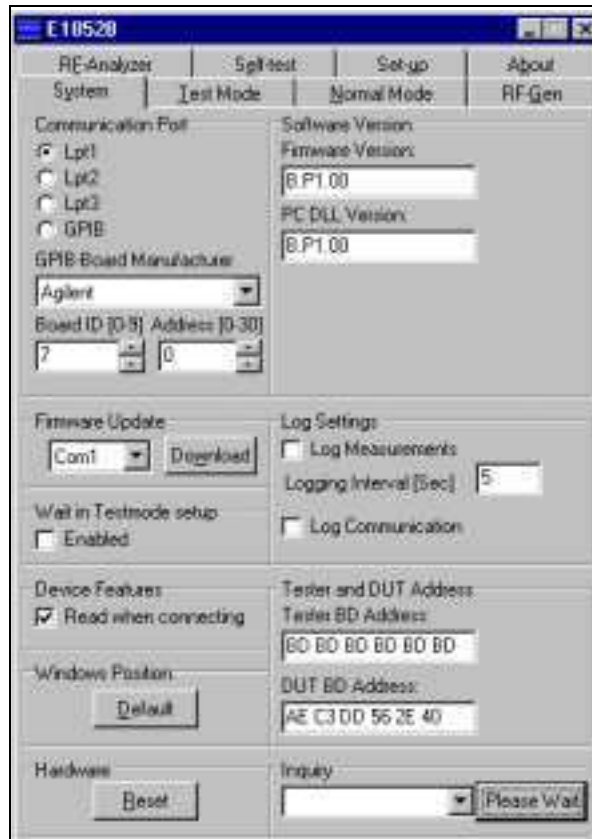 E1852B
RF-Analyzer Self-test Set-up About
System Test Mode Normal Mode RF-Gen
Communication Port
Lpt1
Lpt2
Lpt3
GPIB
GPIB Board Manufacturer
Agilent
Board ID [0-9] Address [0-30]
7 0
Software Version
Firmware Version:
B.P1.00
PC DLL Version:
B.P1.00
Firmware Update
Com1 Download
Wait in Testmode setup
Enabled
Log Settings
Log Measurements
Logging Interval [Sec] 5
Log Communication
Device Features
Read when connecting
Windows Position
Default
Tester and DUT Address
Tester BD Address
BD BD BD BD BD BD
DUT BD Address:
AE C3 DD 56 2E 40
Hardware
Reset
Inquiry
Please Wait